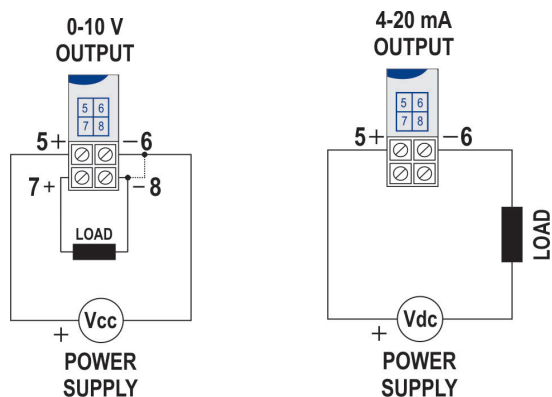 0-10 V
OUTPUT
5 6
7 8
5+ -6
7+ -8
LOAD
+ Vcc
POWER
SUPPLY
4-20 mA
OUTPUT
5 6
7 8
5+ -6
LOAD
+ Vdc
POWER
SUPPLY